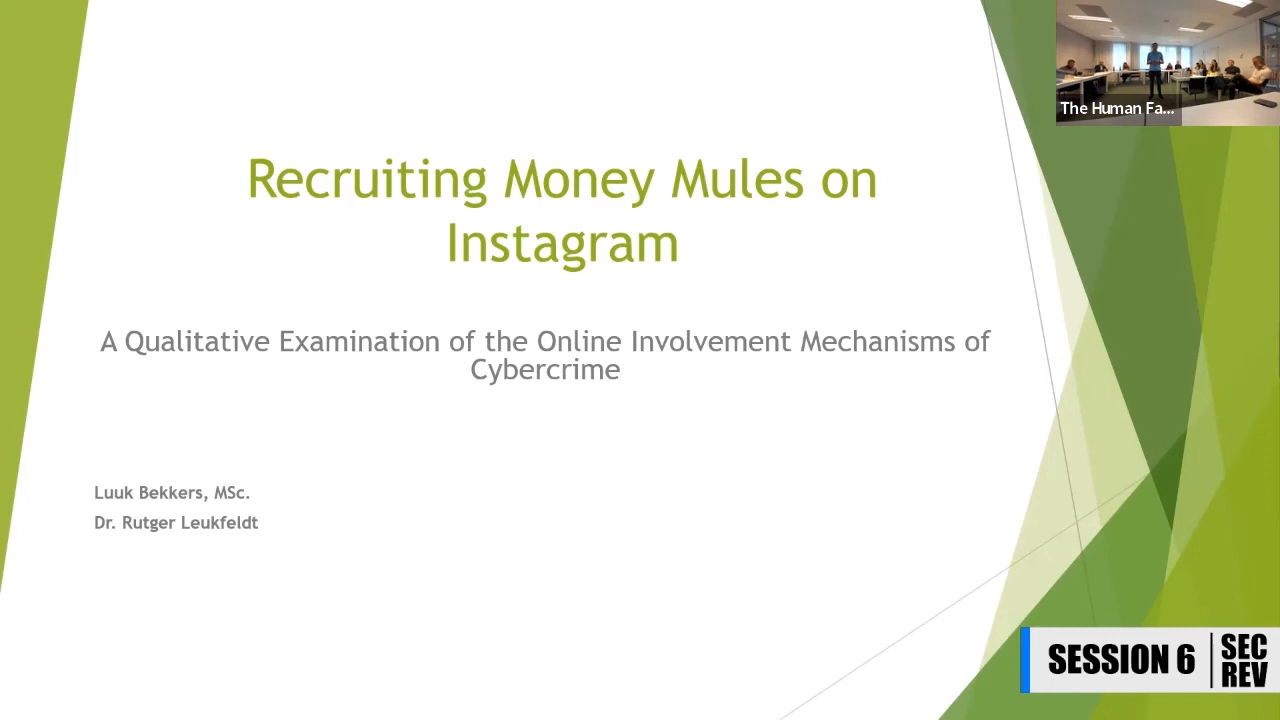 The Human Fa...
Recruiting Money Mules on
Instagram
A Qualitative Examination of the Online Involvement Mechanisms of
Cybercrime
Luuk Bekkers, MSc.
Dr. Rutger Leukfeldt
SESSION 6
SEC
REV